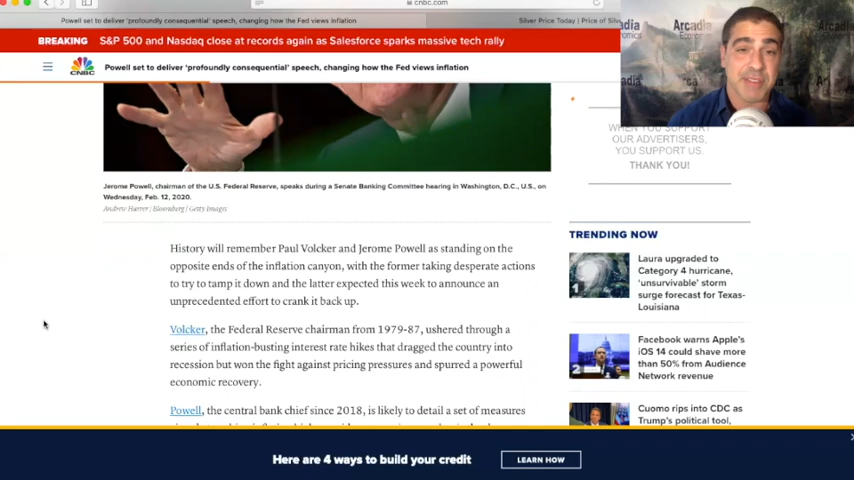 cnbc.com
Powell set to deliver 'profoundly consequential' speech, changing how the Fed views inflation
Silver Price Today | Price of Silv
BREAKING
S&P 500 and Nasdaq close at records again as Salesforce sparks massive tech rally
CNBC
Powell set to deliver 'profoundly consequential' speech, changing how the Fed views inflation
Arcadia
Economics
WHEN YOU SUPPORT
OUR ADVERTISERS,
YOU SUPPORT US.
THANK YOU!
Jerome Powell, chairman of the U.S. Federal Reserve, speaks during a Senate Banking Committee hearing in Washington, D.C., U.S., on
Wednesday, Feb. 12, 2020.
Andrew Harrer | Bloomberg | Getty Images
History will remember Paul Volcker and Jerome Powell as standing on the
opposite ends of the inflation canyon, with the former taking desperate actions
to try to tamp it down and the latter expected this week to announce an
unprecedented effort to crank it back up.
Volcker, the Federal Reserve chairman from 1979-87, ushered through a
series of inflation-busting interest rate hikes that dragged the country into
recession but won the fight against pricing pressures and spurred a powerful
economic recovery.
Powell, the central bank chief since 2018, is likely to detail a set of measures
TRENDING NOW
1
Laura upgraded to
Category 4 hurricane,
'unsurvivable' storm
surge forecast for Texas-
Louisiana
2
Facebook warns Apple's
iOS 14 could shave more
than 50% from Audience
Network revenue
Cuomo rips into CDC as
Trump's political tool,
Here are 4 ways to build your credit
LEARN HOW